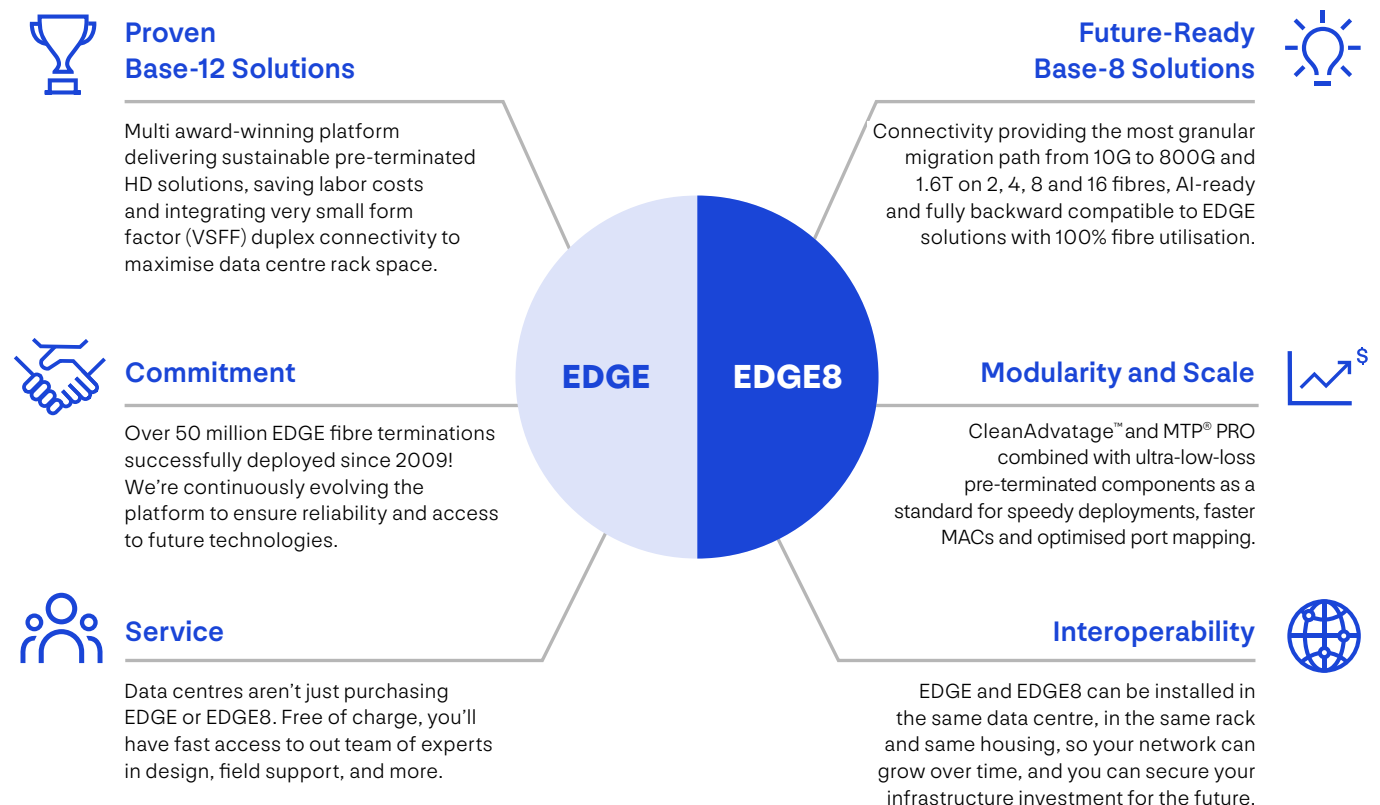 Proven
Base-12 Solutions
Multi award-winning platform
delivering sustainable pre-terminated
HD solutions, saving labor costs
and integrating very small form
factor (VSFF) duplex connectivity to
maximise data centre rack space.
Commitment
Over 50 million EDGE fibre terminations
successfully deployed since 2009!
We're continuously evolving the
platform to ensure reliability and access
to future technologies.
Service
Data centres aren't just purchasing
EDGE or EDGE8. Free of charge, you'll
have fast access to out team of experts
in design, field support, and more.
EDGE
EDGE8
Future-Ready
Base-8 Solutions
Connectivity providing the most granular
migration path from 10G to 800G and
1.6T on 2, 4, 8 and 16 fibres, AI-ready
and fully backward compatible to EDGE
solutions with 100% fibre utilisation.
Modularity and Scale
$
CleanAdvatage™ and MTP® PRO
combined with ultra-low-loss
pre-terminated components as a
standard for speedy deployments, faster
MACs and optimised port mapping.
Interoperability
EDGE and EDGE8 can be installed in
the same data centre, in the same rack
and same housing, so your network can
grow over time, and you can secure your
infrastructure investment for the future.